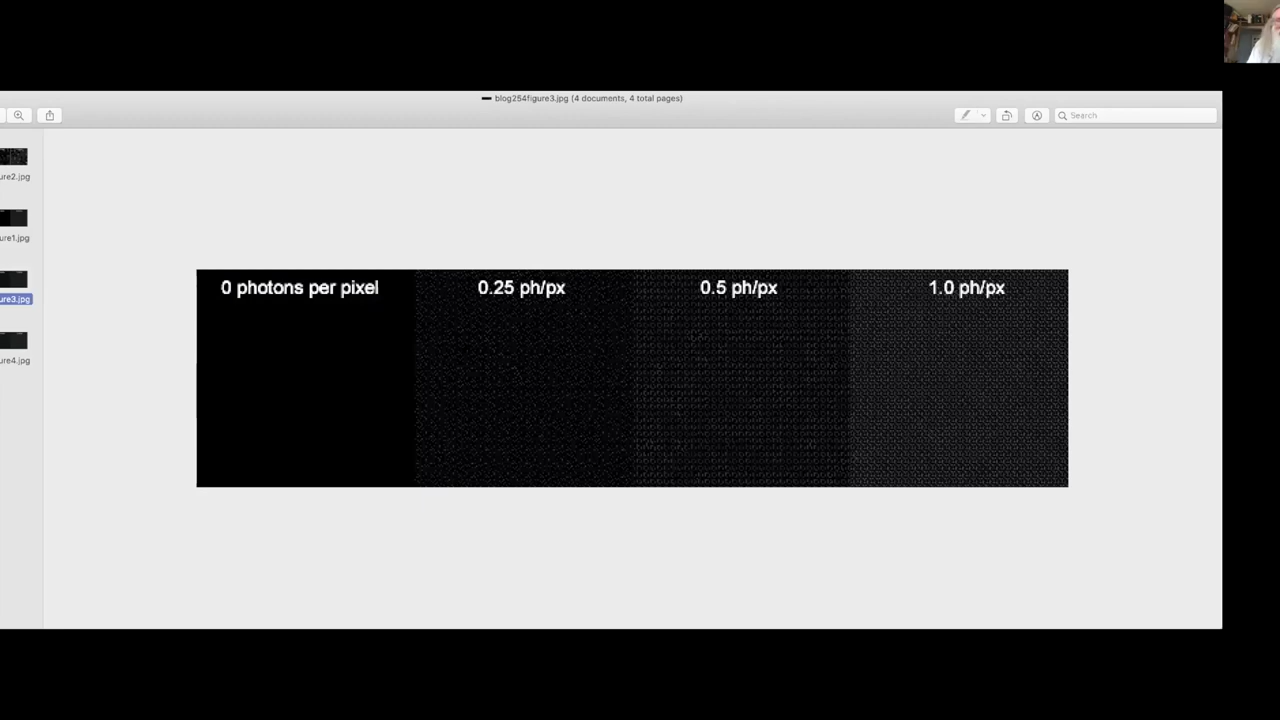 blog254figure3.jpg (4 documents, 4 total pages)
Search
ure2.jpg
ure1.jpg
ure3.jpg
ure4.jpg
0 photons per pixel
0.25 ph/px
0.5 ph/px
1.0 ph/px